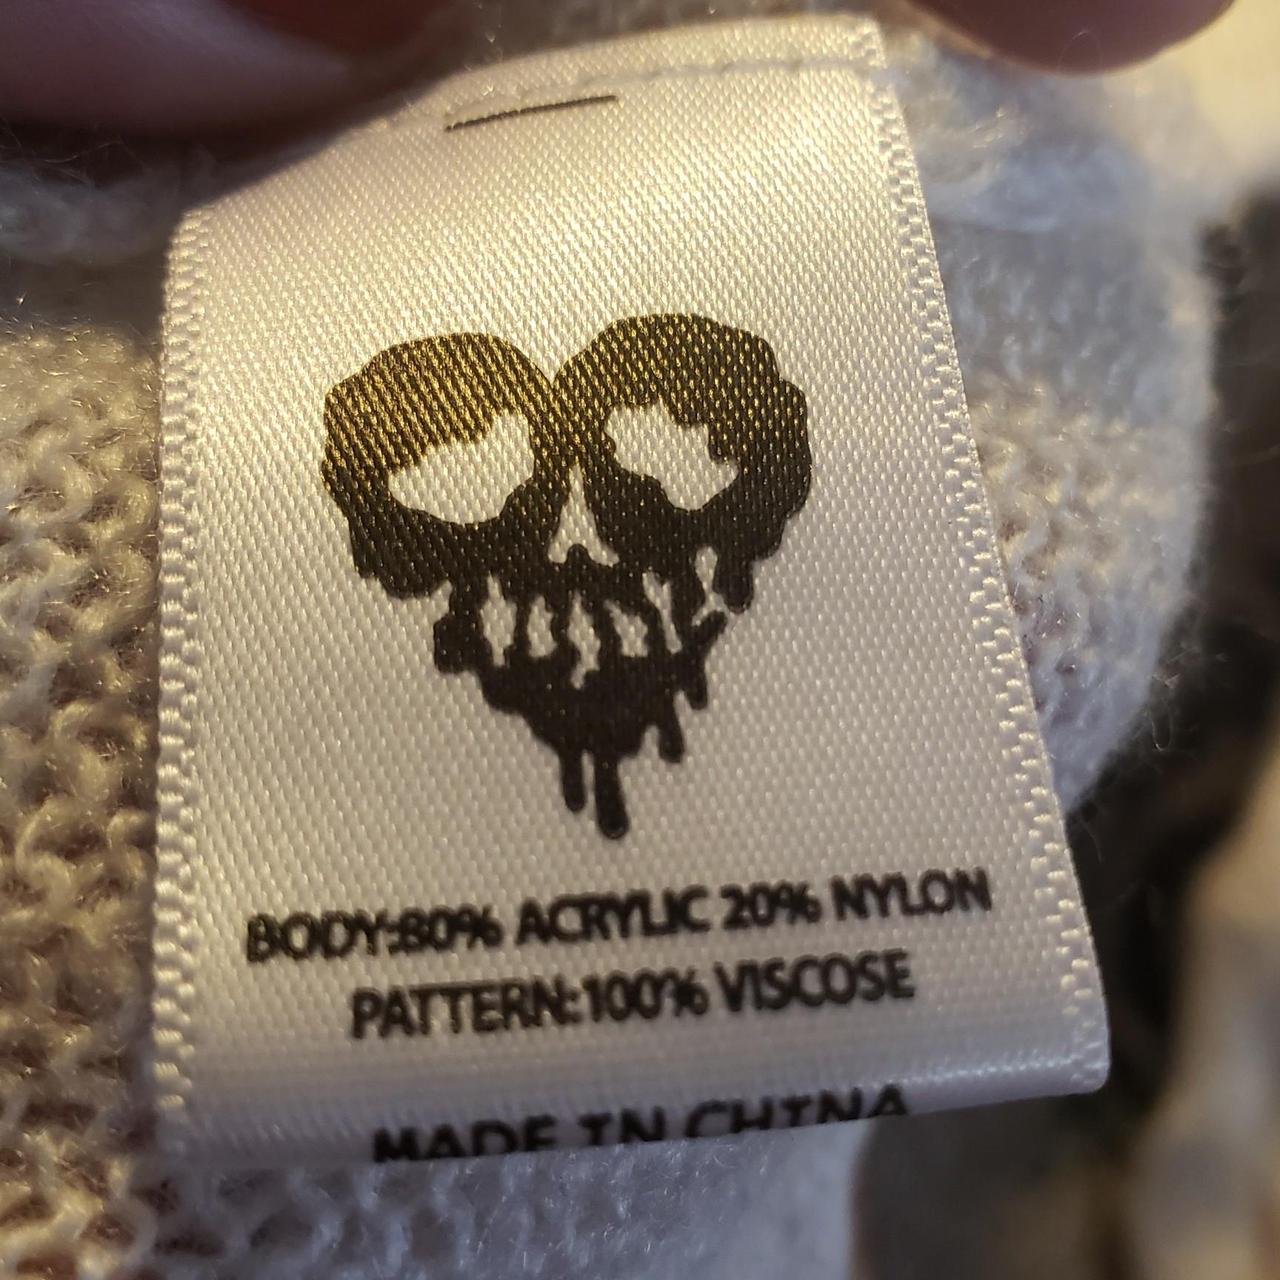 BODY:80% ACRYLIC 20% NYLON
PATTERN:100% VISCOSE
MADE IN CHINA